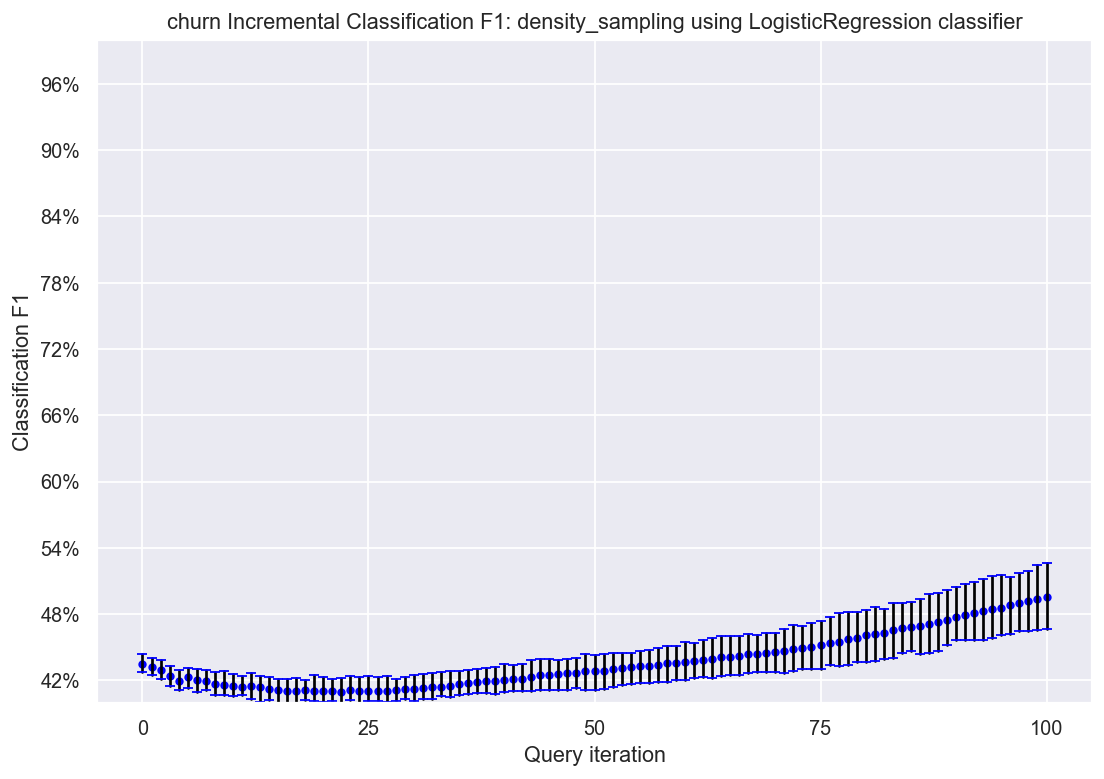 churn Incremental Classification F1: density_sampling using LogisticRegression classifier
96%
90%
84%
78%
72%
66%
60%
54%
48%
42%
Classification F1
0 25 50 75 100
Query iteration